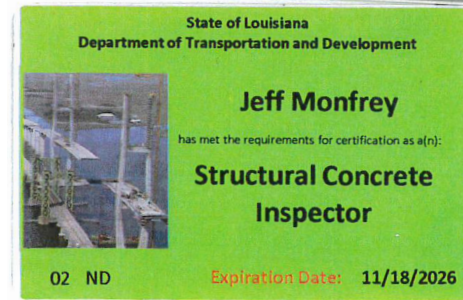 State of Louisiana
Department of Transportation and Development
Jeff Monfrey
has met the requirements for certification as a(n):
Structural Concrete
Inspector
02 ND Expiration Date: 11/18/2026